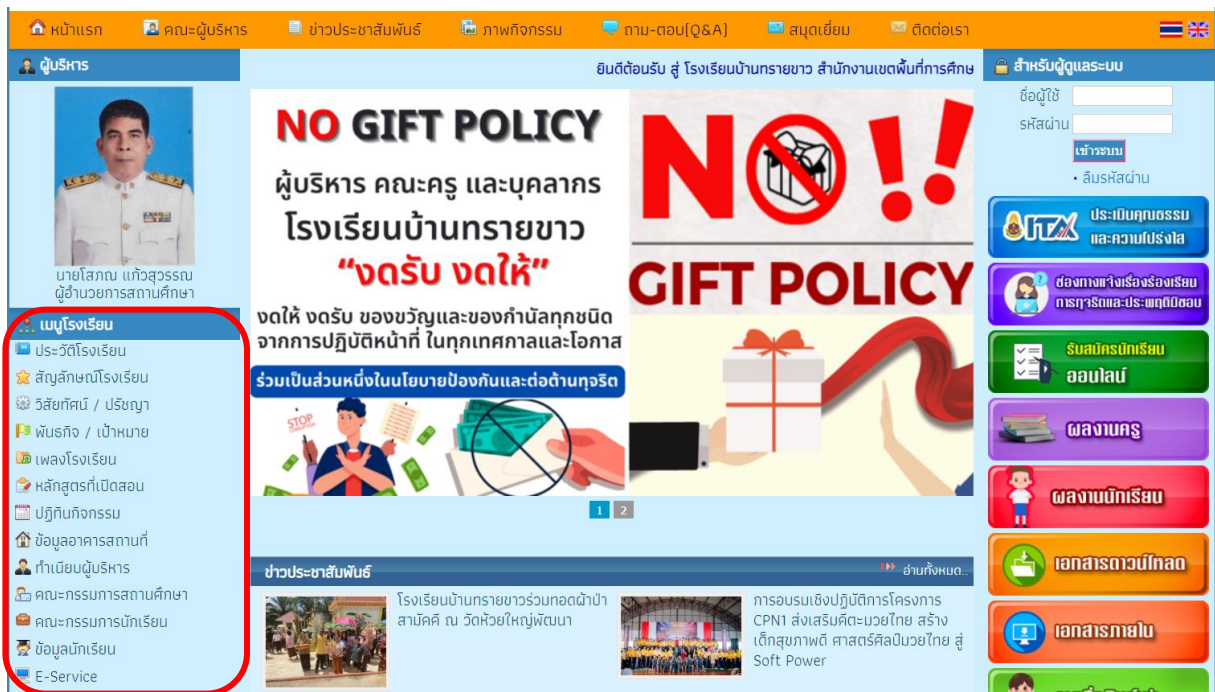 หน้าแรก
คณะผู้บริหาร
ข่าวประชาสัมพันธ์
ภาพกิจกรรม
ถาม-ตอบ[Q&A]
สมุดเยี่ยม
ติดต่อเรา
ผู้บริหาร
นายโสภณ แก้วสุวรรณ
ผู้อำนวยการสถานศึกษา
เมนูโรงเรียน
ประวัติโรงเรียน
สัญลักษณ์โรงเรียน
วิสัยทัศน์ / ปรัชญา
พันธกิจ / เป้าหมาย
เพลงโรงเรียน
หลักสูตรที่เปิดสอน
ปฏิทินกิจกรรม
ข้อมูลอาคารสถานที่
ทำเนียบผู้บริหาร
คณะกรรมการสถานศึกษา
คณะกรรมการนักเรียน
ข้อมูลนักเรียน
E-Service
ยินดีต้อนรับ สู่ โรงเรียนบ้านทรายขาว สำนักงานเขตพื้นที่การศึกษ
NO GIFT POLICY
ผู้บริหาร คณะครู และบุคลากร
โรงเรียนบ้านทรายขาว
“งดรับ งดให้”
งดให้ งดรับ ของขวัญและของกำนัลทุกชนิด
จากการปฏิบัติหน้าที่ ในทุกเทศกาลและโอกาส
ร่วมเป็นส่วนหนึ่งในนโยบายป้องกันและต่อต้านทุจริต
STOP
CORRUPTION
NO!!
GIFT POLICY
1 2
ข่าวประชาสัมพันธ์
อ่านทั้งหมด..
โรงเรียนบ้านทรายขาวร่วมทอดผ้าป่า
สามัคคี ณ วัดห้วยใหญ่พัฒนา
การอบรมเชิงปฏิบัติการโครงการ
CPN1 ส่งเสริมคีตะมวยไทย สร้าง
เด็กสุขภาพดี ศาสตร์ศิลป์มวยไทย สู่
Soft Power
สำหรับผู้ดูแลระบบ
ชื่อผู้ใช้
รหัสผ่าน
เข้าระบบ
• ลืมรหัสผ่าน
ITA
ประเมินคุณธรรม
และความโปร่งใส
ช่องทางแจ้งเรื่องร้องเรียน
การทุจริตและประพฤติมิชอบ
รับสมัครนักเรียน
ออนไลน์
ผลงานครู
ผลงานนักเรียน
เอกสารดาวน์โหลด
เอกสารภายใน